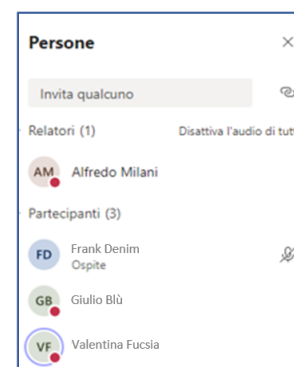 Persone
Invita qualcuno
Relatori (1) Disattiva l'audio di tut
AM Alfredo Milani
Partecipanti (3)
FD Frank Denim
Ospite
GB Giulio Blù
VF Valentina Fucsia